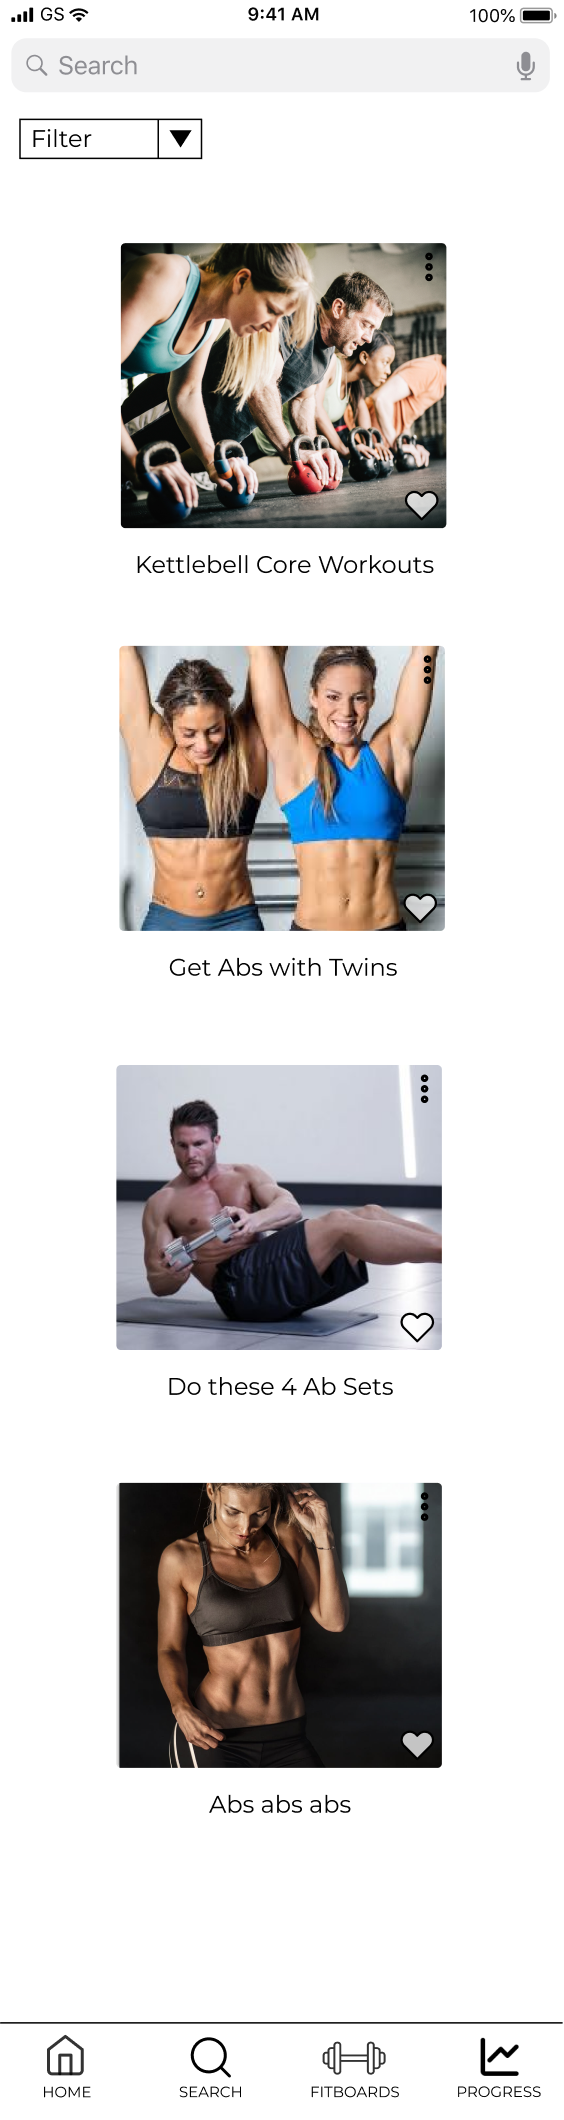 GS 9:41 AM 100%
Search
Filter
Kettlebell Core Workouts
Get Abs with Twins
Do these 4 Ab Sets
Abs abs abs
HOME SEARCH FITBOARDS PROGRESS